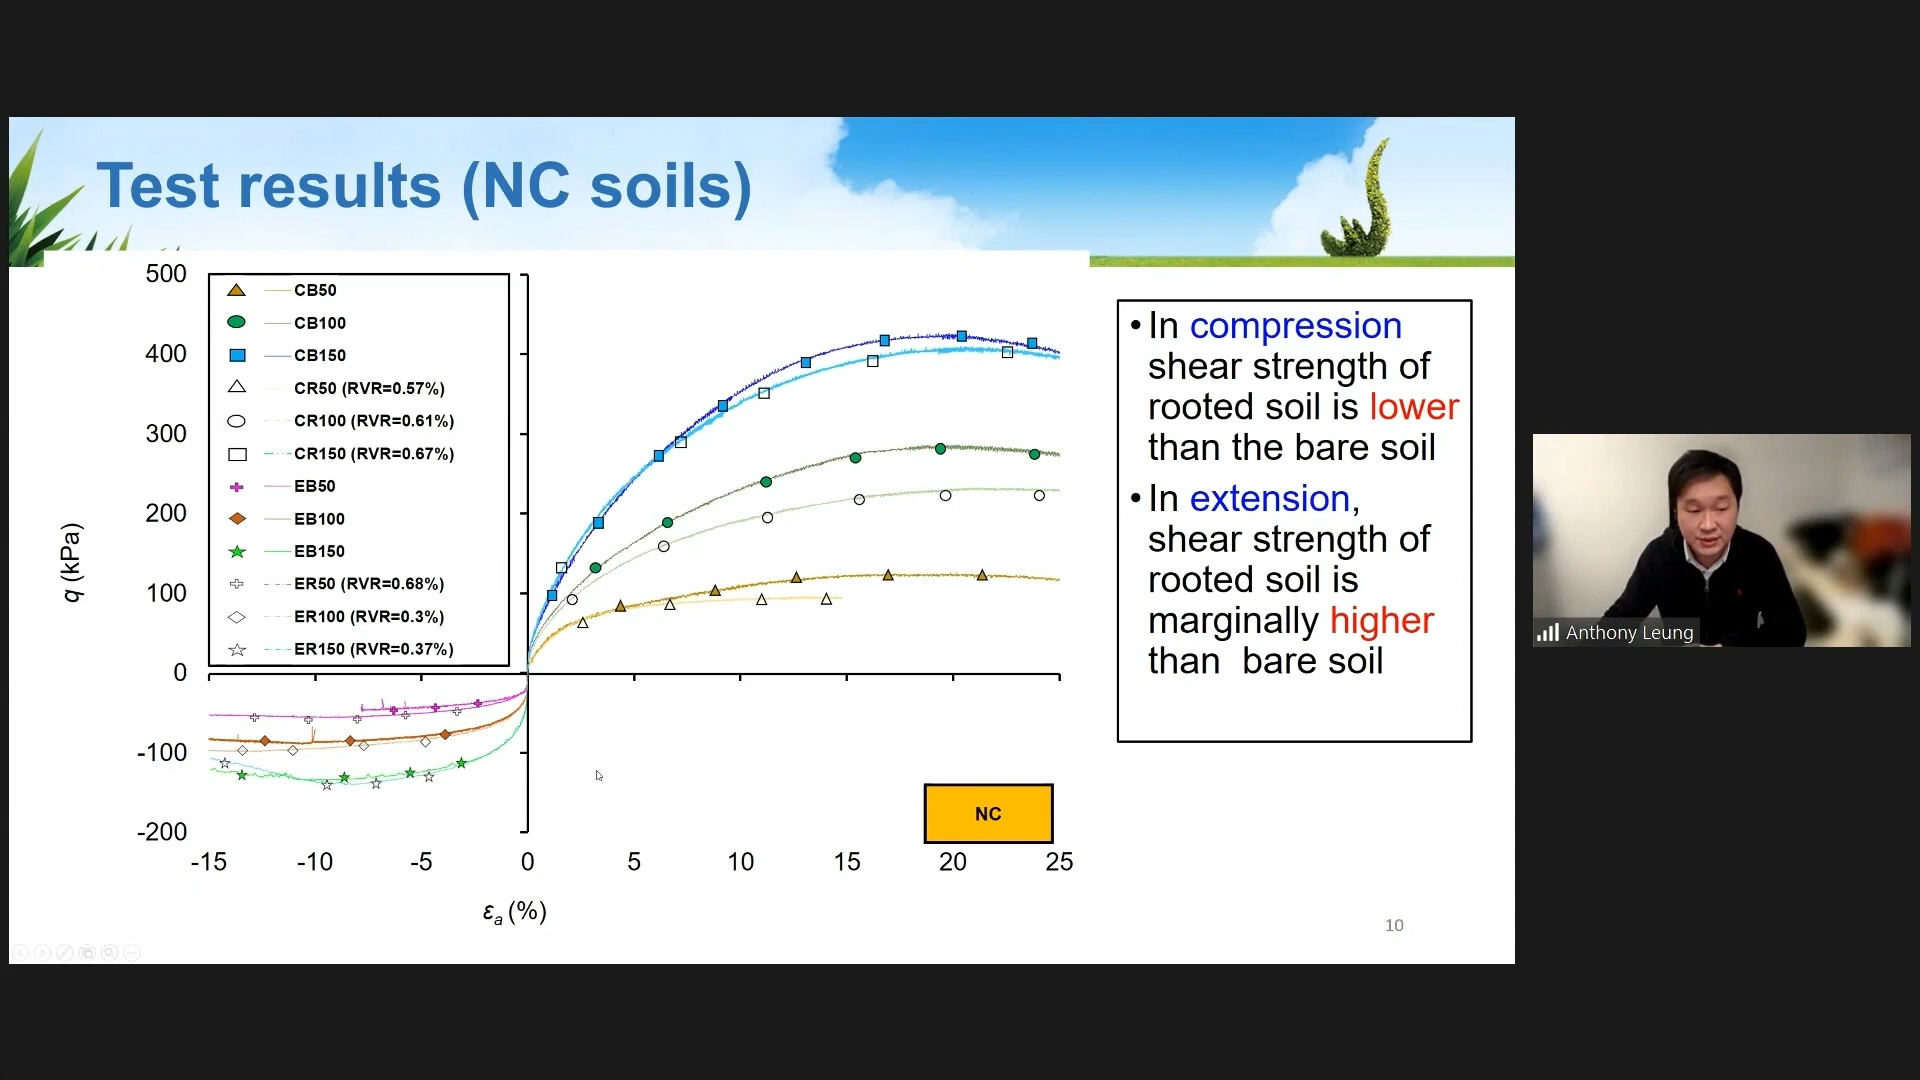 Test results (NC soils)
500
400
300
200
100
0
-100
-200
q (kPa)
CB50
CB100
CB150
CR50 (RVR=0.57%)
CR100 (RVR=0.61%)
CR150 (RVR=0.67%)
EB50
EB100
EB150
ER50 (RVR=0.68%)
ER100 (RVR=0.3%)
ER150 (RVR=0.37%)
-15 -10 -5 0 5 10 15 20 25
εa (%)
NC
• In compression
shear strength of
rooted soil is lower
than the bare soil
• In extension,
shear strength of
rooted soil is
marginally higher
than bare soil
10
Anthony Leung